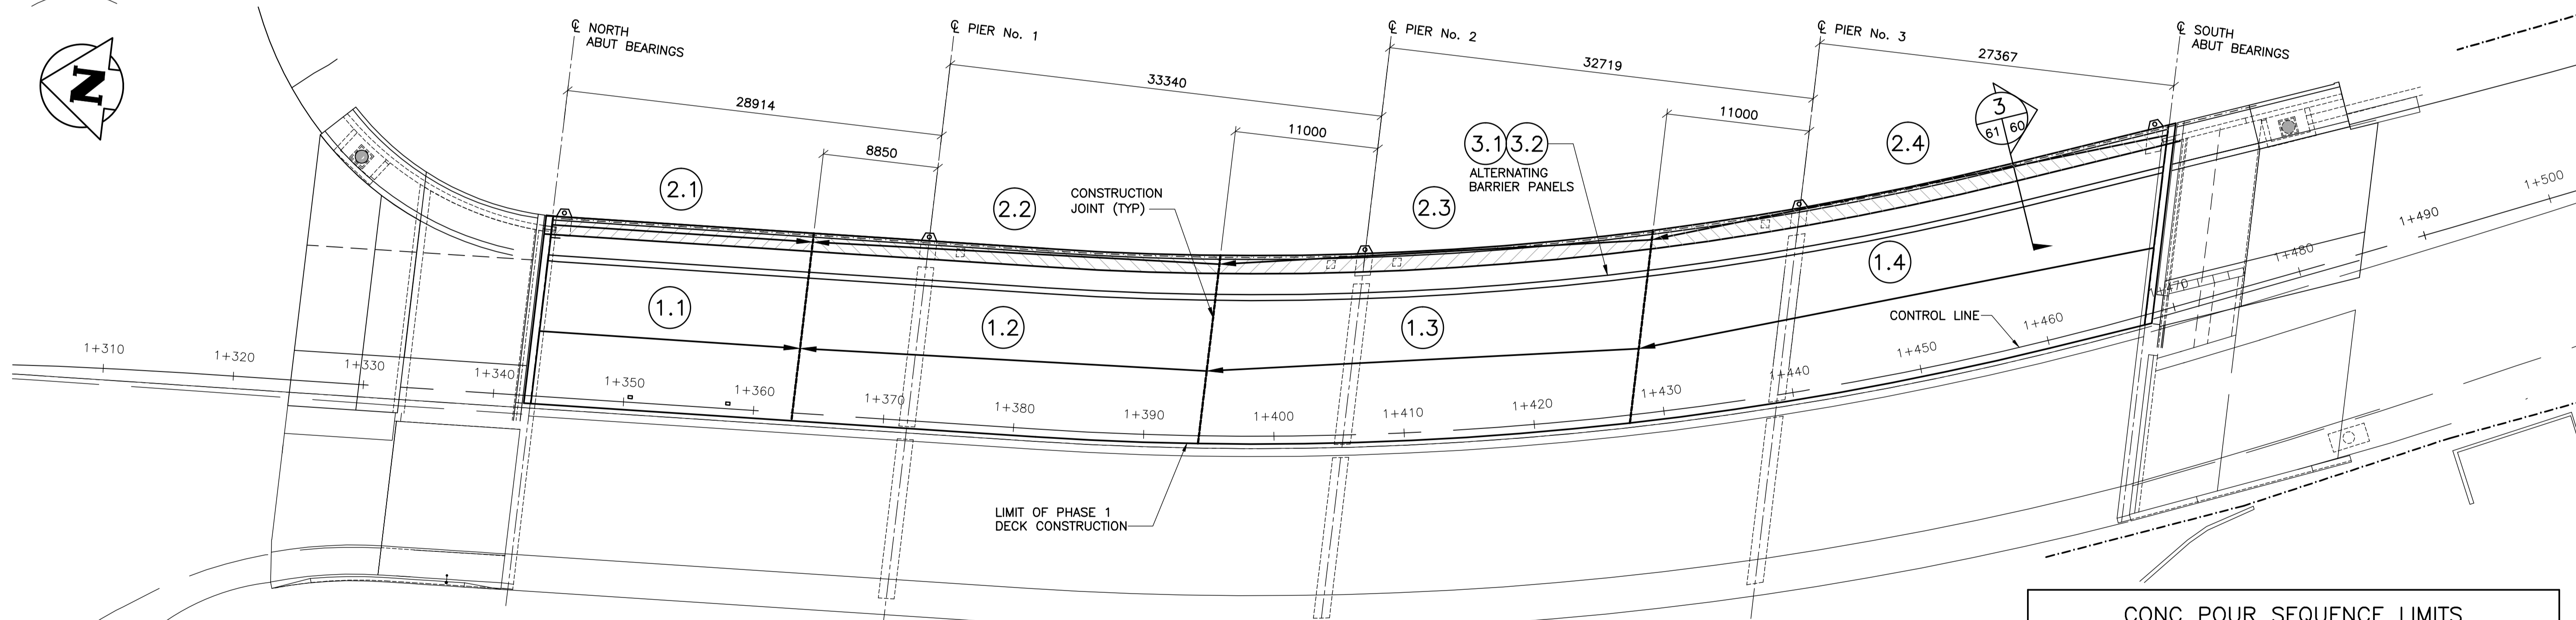 N
℄ NORTH
ABUT BEARINGS
℄ PIER No. 1
℄ PIER No. 2
℄ PIER No. 3
℄ SOUTH
ABUT BEARINGS
28914
33340
32719
27367
8850
11000
11000
2.1
2.2
2.3
2.4
CONSTRUCTION
JOINT (TYP)
3.1 3.2
ALTERNATING
BARRIER PANELS
3
61 60
1.1
1.2
1.3
1.4
CONTROL LINE
1+310
1+320
1+330
1+340
1+350
1+360
1+370
1+380
1+390
1+400
1+410
1+420
1+430
1+440
1+450
1+460
1+470
1+480
1+490
1+500
LIMIT OF PHASE 1
DECK CONSTRUCTION
CONC POUR SEQUENCE LIMITS